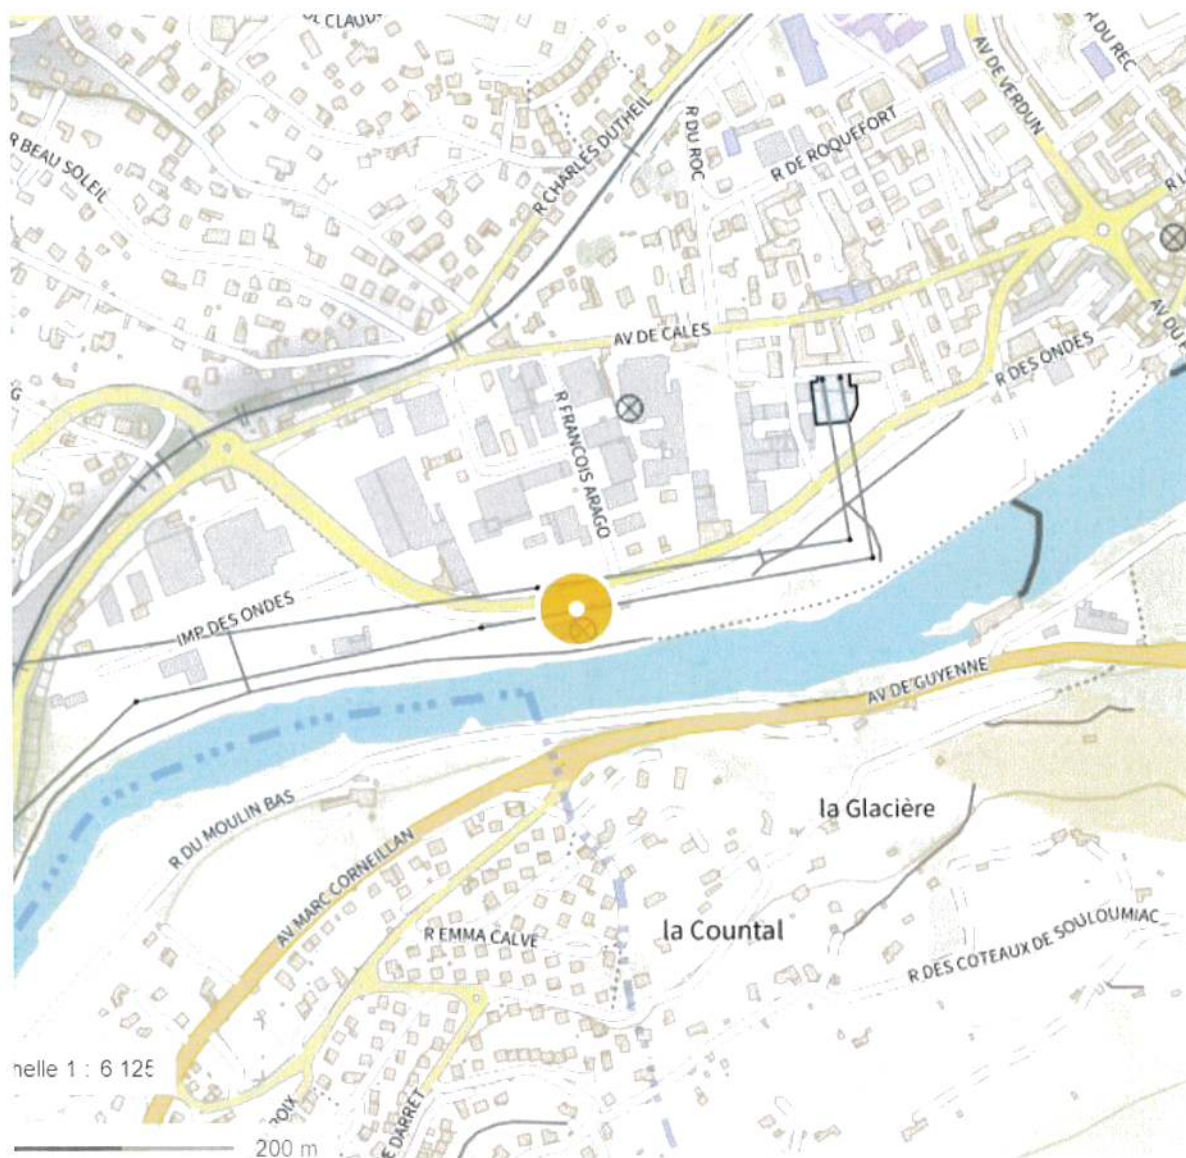 CLAUD
R DU REC
AV DE VERDUN
R CHARLES DUTHEIL
R DU ROC
R DE ROQUEFORT
R BEAU SOLEIL
AV DE CALES
R DES ONDES
R FRANCOIS ARAGO
IMP DES ONDES
AV DE GUYENNE
R DU MOULIN BAS
la Glacière
AV MARC CORNEILLAN
R EMMA CALVE
la Countal
R DES COTEAUX DE SOULOUMIAC
helle 1 : 6 125
E DARRET
200 m